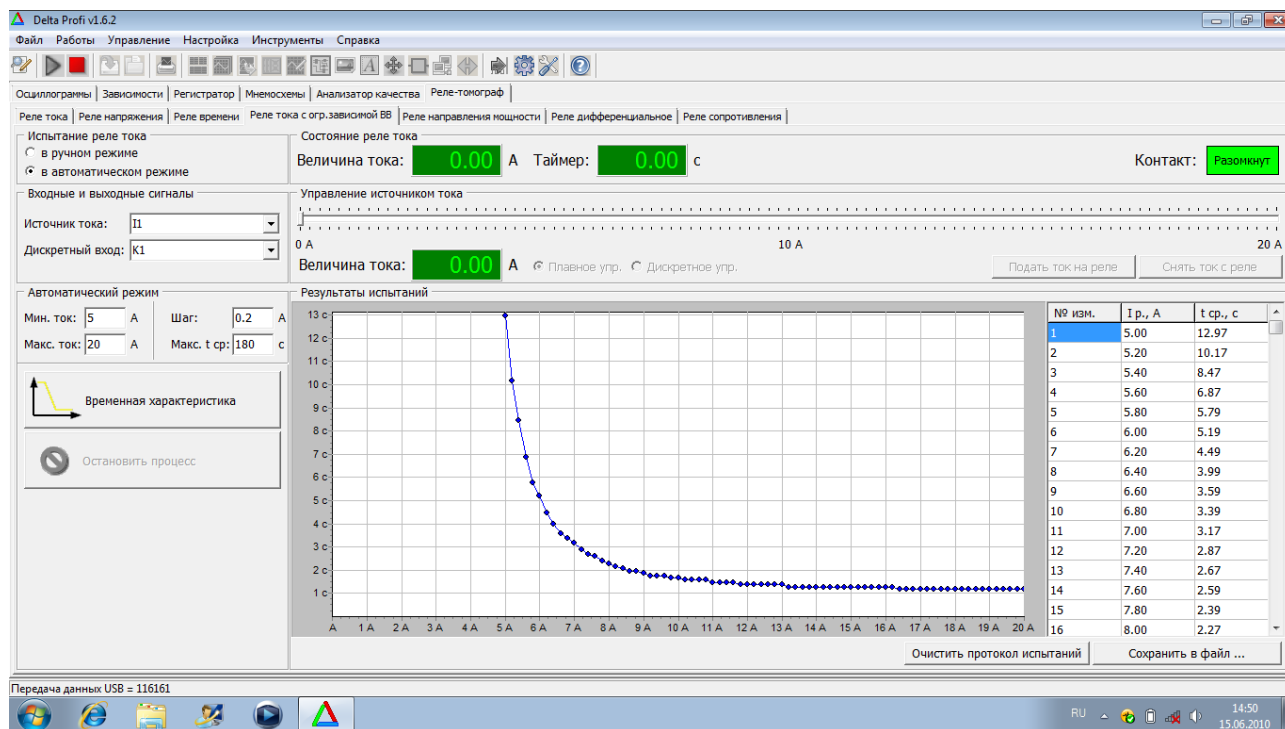 Delta Profi v1.6.2
Файл Работы Управление Настройка Инструменты Справка
Осциллограммы Зависимости Регистратор Мнемосхемы Анализатор качества Реле-томограф
Реле тока Реле напряжения Реле времени Реле тока с огр.зависимой ВВ Реле направления мощности Реле дифференциальное Реле сопротивления
Испытание реле тока
в ручном режиме
в автоматическом режиме
Состояние реле тока
Величина тока: 0.00 А Таймер: 0.00 с Контакт: Разомкнут
Входные и выходные сигналы
Источник тока: I1
Дискретный вход: K1
Управление источником тока
0 А 10 А 20 А
Величина тока: 0.00 А Плавное упр. Дискретное упр. Подать ток на реле Снять ток с реле
Автоматический режим
Мин. ток: 5 А Шаг: 0.2 А
Макс. ток: 20 А Макс. t ср: 180 с
Временная характеристика
Остановить процесс
Результаты испытаний
13 с
12 с
11 с
10 с
9 с
8 с
7 с
6 с
5 с
4 с
3 с
2 с
1 с
А 1 А 2 А 3 А 4 А 5 А 6 А 7 А 8 А 9 А 10 А 11 А 12 А 13 А 14 А 15 А 16 А 17 А 18 А 19 А 20 А
№ изм. I р., А t ср., с
1 5.00 12.97
2 5.20 10.17
3 5.40 8.47
4 5.60 6.87
5 5.80 5.79
6 6.00 5.19
7 6.20 4.49
8 6.40 3.99
9 6.60 3.59
10 6.80 3.39
11 7.00 3.17
12 7.20 2.87
13 7.40 2.67
14 7.60 2.59
15 7.80 2.39
16 8.00 2.27
Очистить протокол испытаний Сохранить в файл ...
Передача данных USB = 116161
RU 14:50
15.06.2010